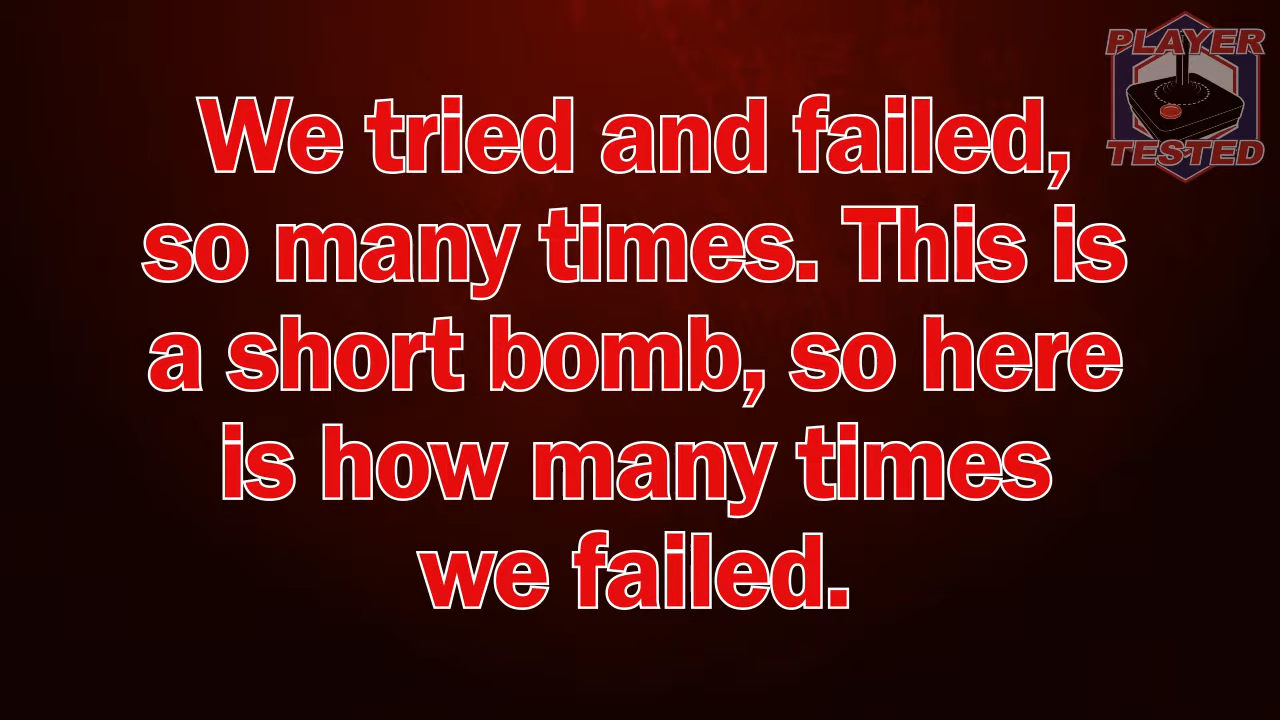 PLAYER
TESTED
We tried and failed,
so many times. This is
a short bomb, so here
is how many times
we failed.